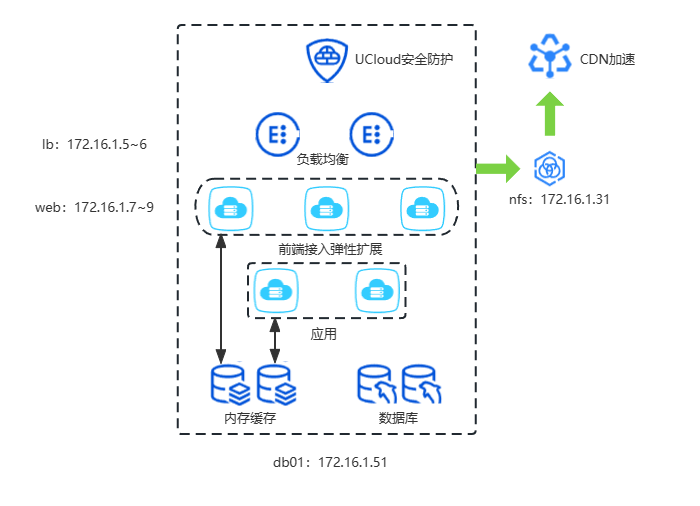 UCloud安全防护
CDN加速
lb：172.16.1.5~6
负载均衡
web：172.16.1.7~9
nfs：172.16.1.31
前端接入弹性扩展
应用
内存缓存
数据库
db01：172.16.1.51